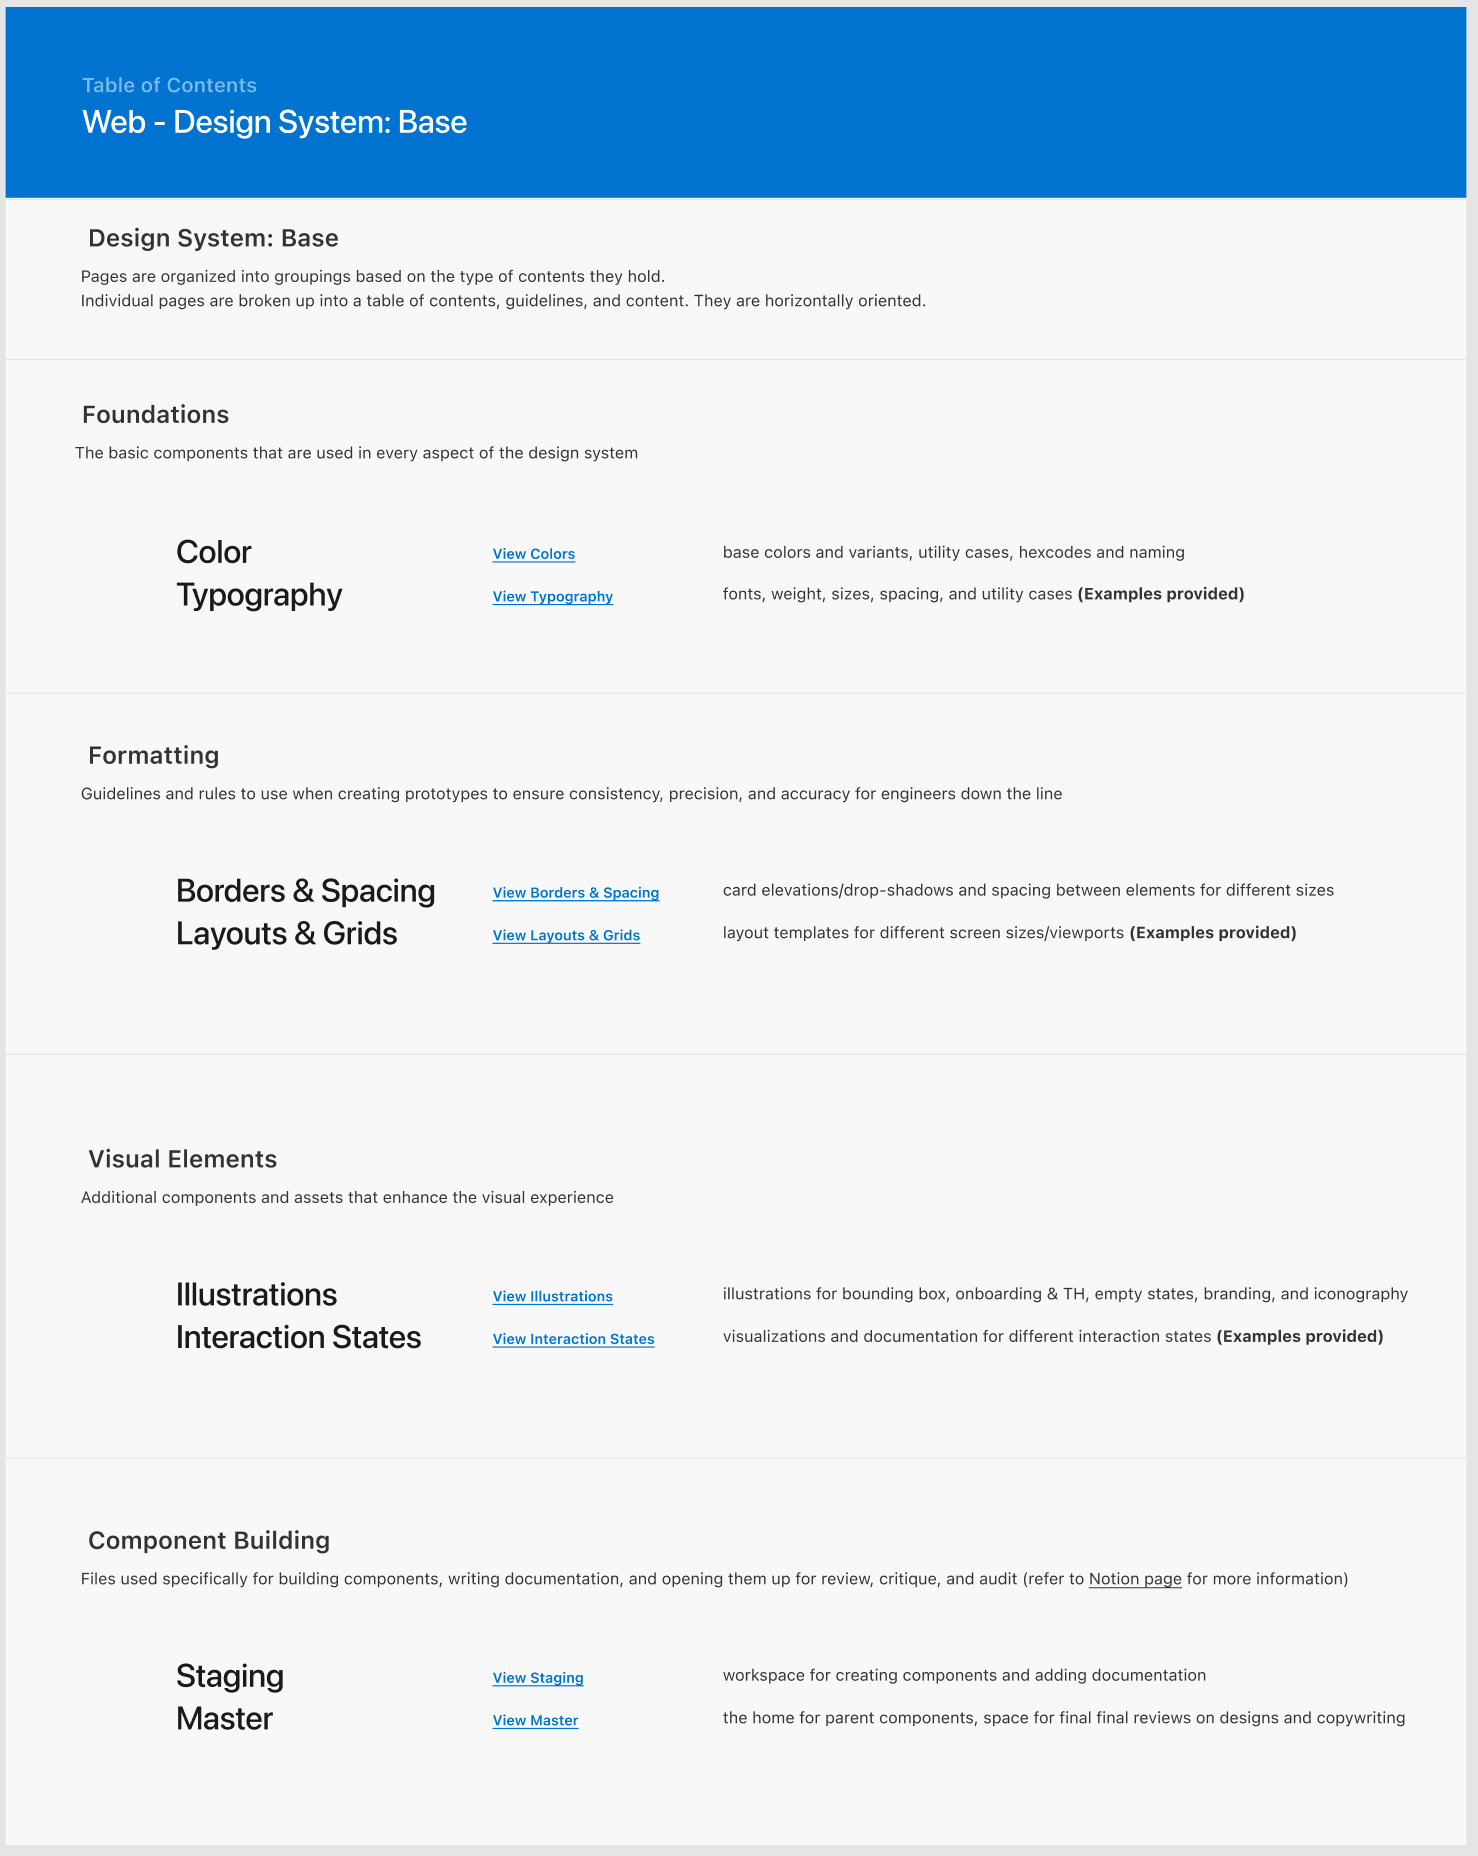 Table of Contents
Web - Design System: Base
Design System: Base
Pages are organized into groupings based on the type of contents they hold.
Individual pages are broken up into a table of contents, guidelines, and content. They are horizontally oriented.
Foundations
The basic components that are used in every aspect of the design system
Color View Colors base colors and variants, utility cases, hexcodes and naming
Typography View Typography fonts, weight, sizes, spacing, and utility cases (Examples provided)
Formatting
Guidelines and rules to use when creating prototypes to ensure consistency, precision, and accuracy for engineers down the line
Borders & Spacing View Borders & Spacing card elevations/drop-shadows and spacing between elements for different sizes
Layouts & Grids View Layouts & Grids layout templates for different screen sizes/viewports (Examples provided)
Visual Elements
Additional components and assets that enhance the visual experience
Illustrations View Illustrations illustrations for bounding box, onboarding & TH, empty states, branding, and iconography
Interaction States View Interaction States visualizations and documentation for different interaction states (Examples provided)
Component Building
Files used specifically for building components, writing documentation, and opening them up for review, critique, and audit (refer to Notion page for more information)
Staging View Staging workspace for creating components and adding documentation
Master View Master the home for parent components, space for final final reviews on designs and copywriting